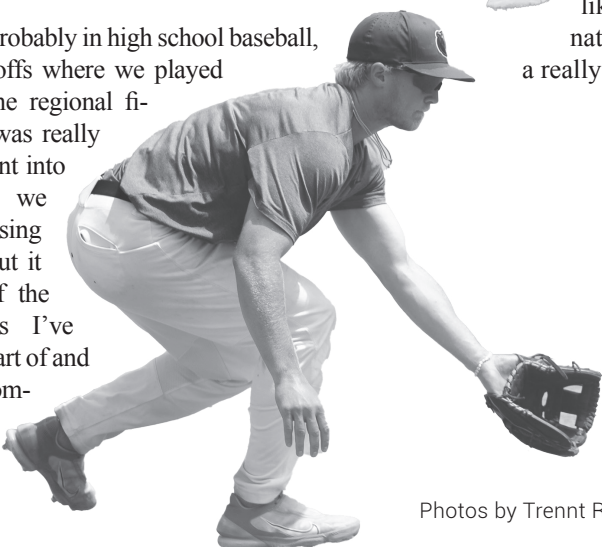 robably in high school baseball,
offs where we played
he regional fi-
was really
nt into
we
sing
ut it
f the
s I've
art of and
om-
lik
nat
a really
Photos by Trennt R